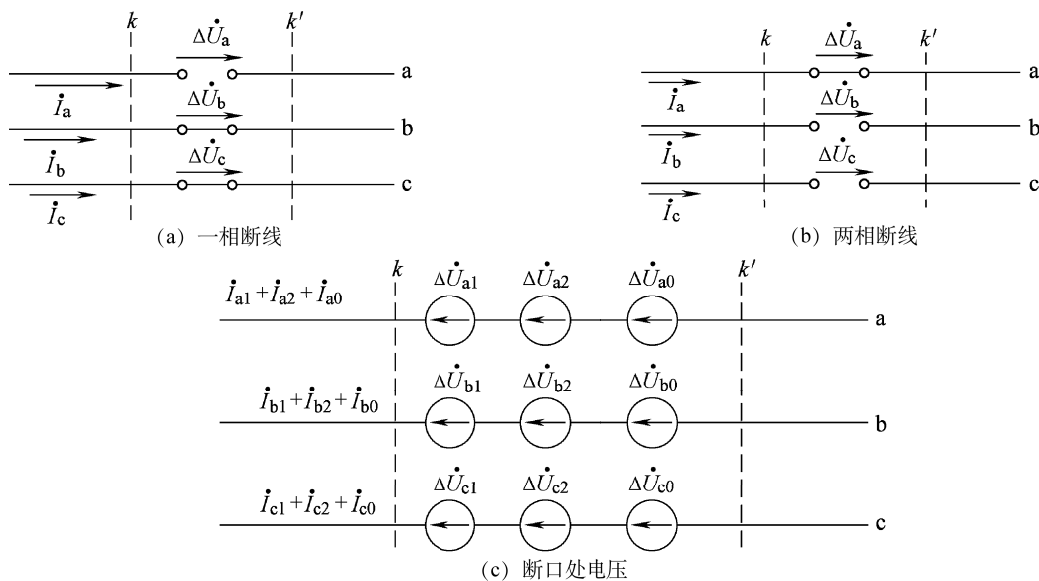 k
k′
ΔU̇a
a
İa
ΔU̇b
b
İb
ΔU̇c
c
İc
(a) 一相断线
k
k′
ΔU̇a
a
İa
ΔU̇b
b
İb
ΔU̇c
c
İc
(b) 两相断线
k
k′
İa1+İa2+İa0
ΔU̇a1 ΔU̇a2 ΔU̇a0
a
İb1+İb2+İb0
ΔU̇b1 ΔU̇b2 ΔU̇b0
b
İc1+İc2+İc0
ΔU̇c1 ΔU̇c2 ΔU̇c0
c
(c) 断口处电压